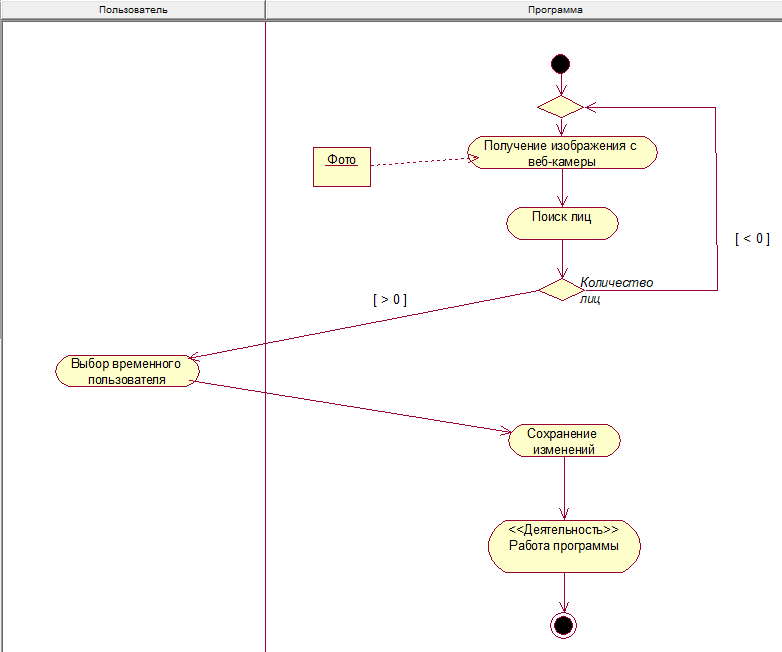 Пользователь
Программа
Получение изображения с
веб-камеры
Фото
Поиск лиц
[ < 0 ]
Количество
лиц
[ > 0 ]
Выбор временного
пользователя
Сохранение
изменений
<<Деятельность>>
Работа программы